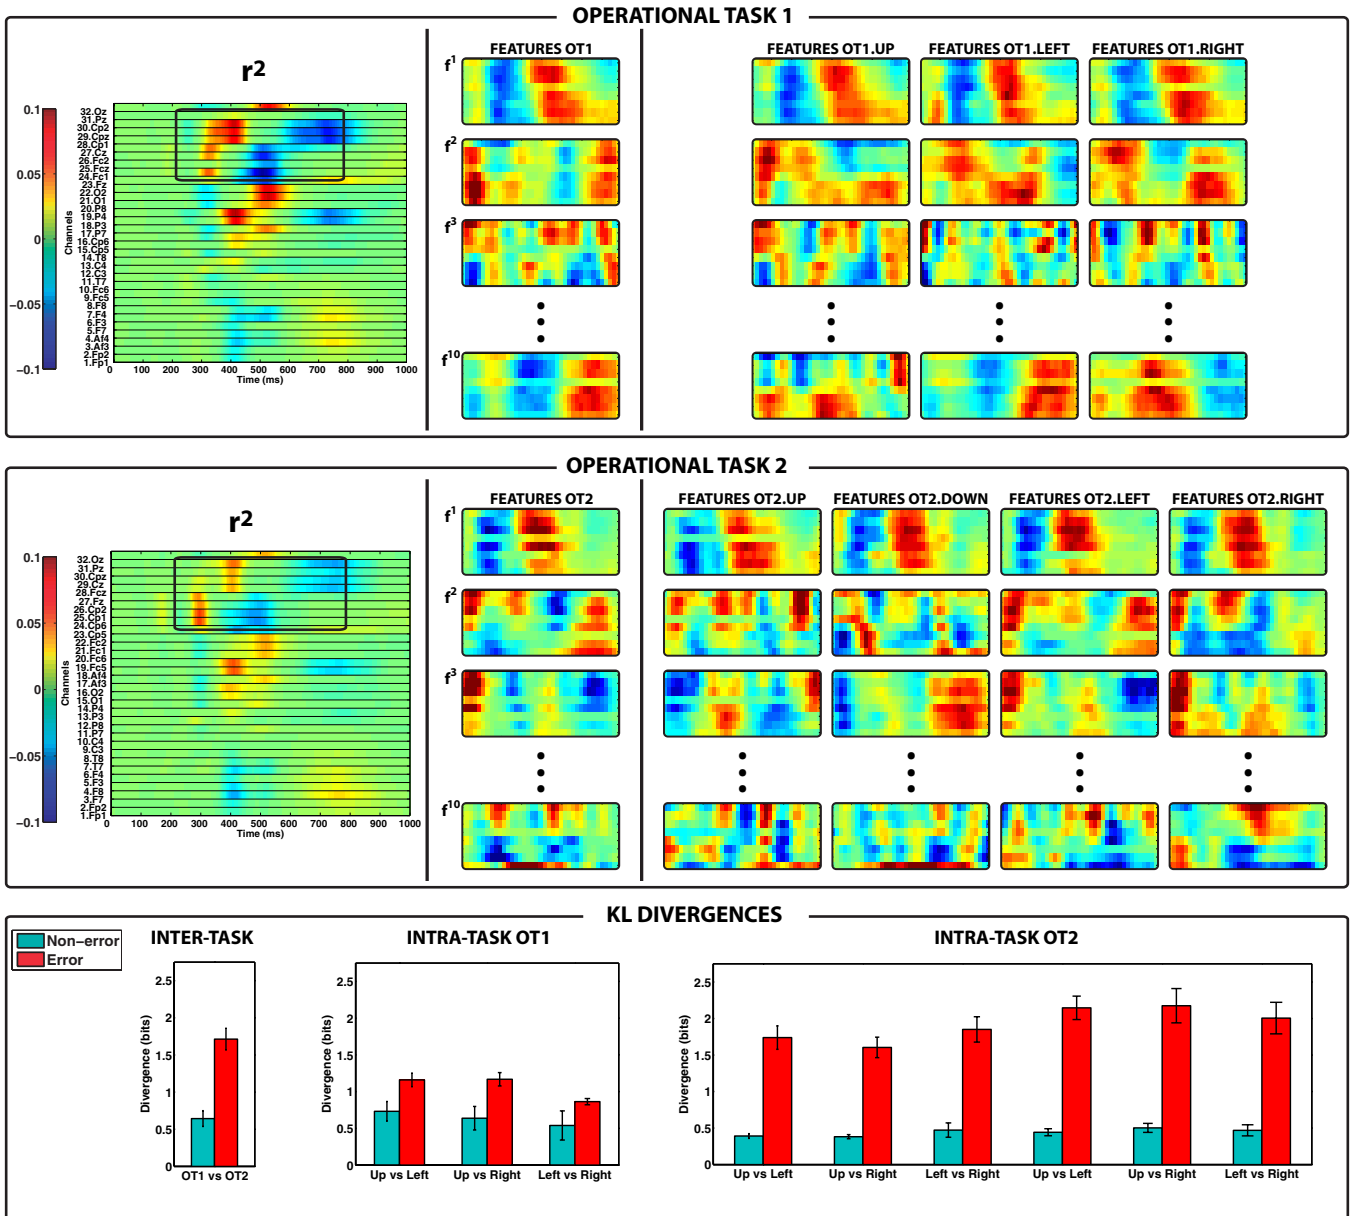 OPERATIONAL TASK 1
r2
0.1
0.05
0
−0.05
−0.1
Channels
32.Oz
31.Pz
30.Cp2
29.Cpz
28.Cp1
27.Cz
26.Fc2
25.Fcz
24.Fc1
23.Fz
22.O2
21.O1
20.P8
19.P4
18.P3
17.P7
16.Cp6
15.Cp5
14.T8
13.C4
12.C3
11.T7
10.Fc6
9.Fc5
8.F8
7.F4
6.F3
5.F7
4.Af4
3.Af3
2.Fp2
1.Fp1
0 100 200 300 400 500 600 700 800 900 1000
Time (ms)
FEATURES OT1
f1
f2
f3
f10
FEATURES OT1.UP
FEATURES OT1.LEFT
FEATURES OT1.RIGHT
OPERATIONAL TASK 2
r2
0.1
0.05
0
−0.05
−0.1
Channels
32.Oz
31.Pz
30.Cpz
29.Cz
28.Fcz
27.Fz
26.Cp2
25.Cp1
24.Cp6
23.Cp5
22.Fc2
21.Fc1
20.Fc6
19.Fc5
18.Af4
17.Af3
16.O2
15.O1
14.P4
13.P3
12.P8
11.P7
10.C4
9.C3
8.T8
7.T7
6.F4
5.F3
4.F8
3.F7
2.Fp2
1.Fp1
0 100 200 300 400 500 600 700 800 900 1000
Time (ms)
FEATURES OT2
f1
f2
f3
f10
FEATURES OT2.UP
FEATURES OT2.DOWN
FEATURES OT2.LEFT
FEATURES OT2.RIGHT
KL DIVERGENCES
Non−error
Error
INTER-TASK
Divergence (bits)
2.5
2
1.5
1
0.5
0
OT1 vs OT2
INTRA-TASK OT1
Divergence (bits)
2.5
2
1.5
1
0.5
0
Up vs Left
Up vs Right
Left vs Right
INTRA-TASK OT2
Divergence (bits)
2.5
2
1.5
1
0.5
0
Up vs Left
Up vs Right
Left vs Right
Up vs Left
Up vs Right
Left vs Right